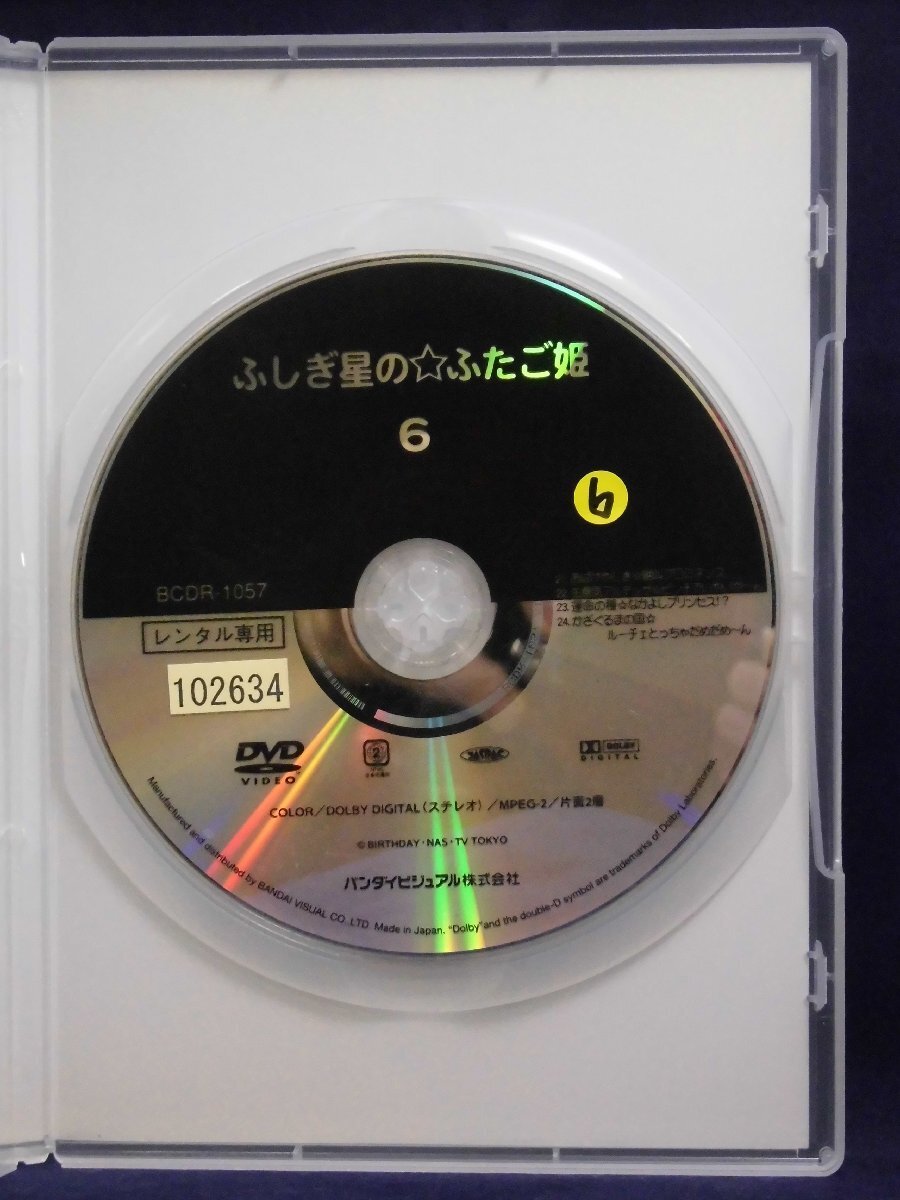 ふしぎ星の☆ふたご姫
6
b
BCDR-1057
レンタル専用
102634
23. 運命の種☆なかよしプリンセス!?
24. かざぐるまの国☆
ルーチェとっちゃだめだめ〜ん
DVD
VIDEO
2
JASRAC
DOLBY
DIGITAL
COLOR/DOLBY DIGITAL(ステレオ)/MPEG-2/片面2層
© BIRTHDAY・NAS・TV TOKYO
バンダイビジュアル株式会社
Manufactured and distributed by BANDAI VISUAL CO., LTD. Made in Japan. "Dolby" and the double-D symbol are trademarks of Dolby Laboratories.